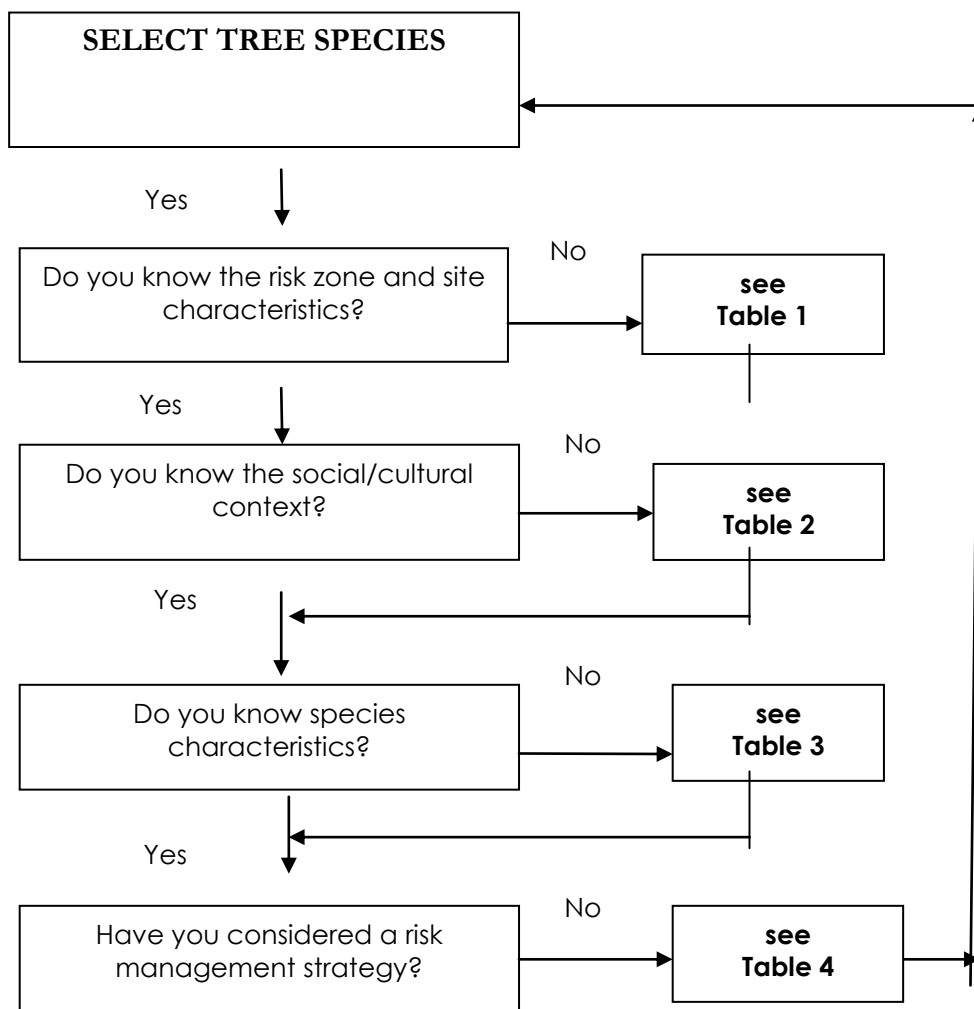 SELECT TREE SPECIES
Yes
Do you know the risk zone and site
characteristics?
No
see
Table 1
Yes
Do you know the social/cultural
context?
No
see
Table 2
Yes
Do you know species
characteristics?
No
see
Table 3
Yes
Have you considered a risk
management strategy?
No
see
Table 4